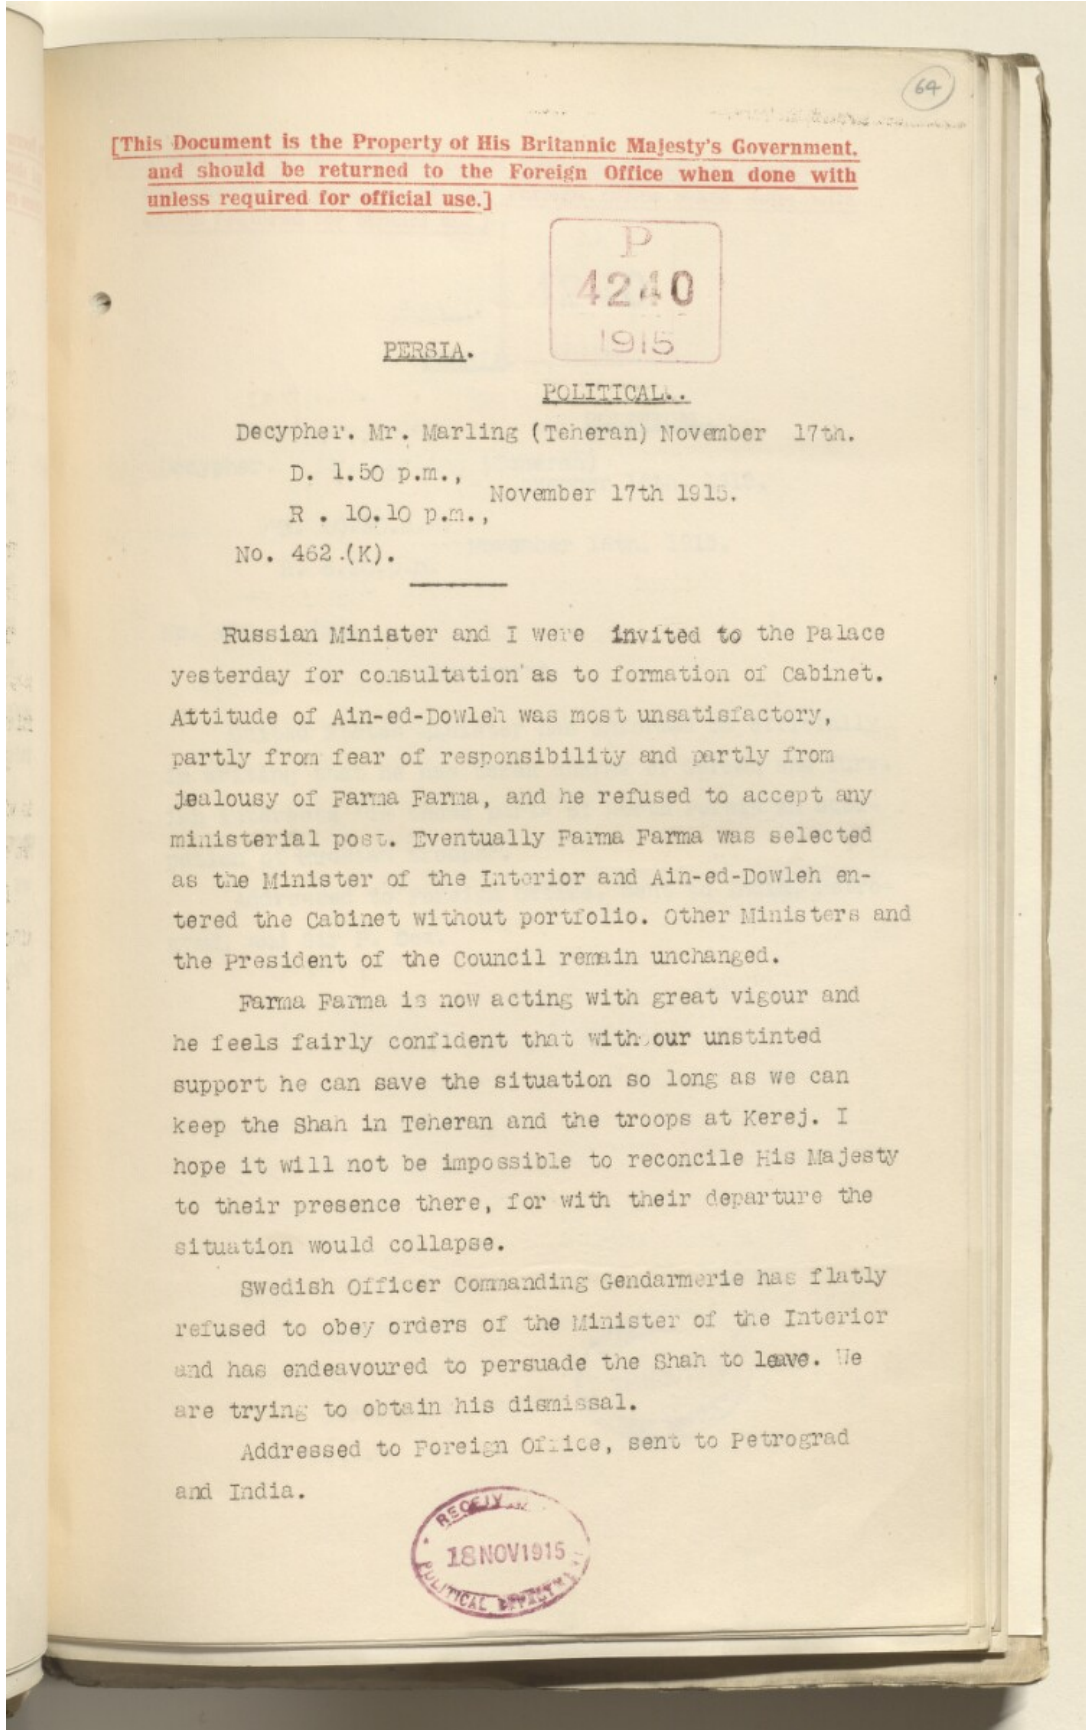 64
[This Document is the Property of His Britannic Majesty's Government,
and should be returned to the Foreign Office when done with
unless required for official use.]
P
4240
1915
PERSIA.
POLITICAL.
Decypher. Mr. Marling (Teheran) November 17th.
D. 1.50 p.m.,
November 17th 1915.
R . 10.10 p.m.,
No. 462.(K).
Russian Minister and I were invited to the Palace
yesterday for consultation as to formation of Cabinet.
Attitude of Ain-ed-Dowleh was most unsatisfactory,
partly from fear of responsibility and partly from
jealousy of Farma Farma, and he refused to accept any
ministerial post. Eventually Farma Farma was selected
as the Minister of the Interior and Ain-ed-Dowleh en-
tered the Cabinet without portfolio. Other Ministers and
the President of the Council remain unchanged.
Farma Farma is now acting with great vigour and
he feels fairly confident that with our unstinted
support he can save the situation so long as we can
keep the Shah in Teheran and the troops at Kerej. I
hope it will not be impossible to reconcile His Majesty
to their presence there, for with their departure the
situation would collapse.
Swedish Officer Commanding Gendarmerie has flatly
refused to obey orders of the Minister of the Interior
and has endeavoured to persuade the Shah to leave. We
are trying to obtain his dismissal.
Addressed to Foreign Office, sent to Petrograd
and India.
18 NOV 1915
POLITICAL